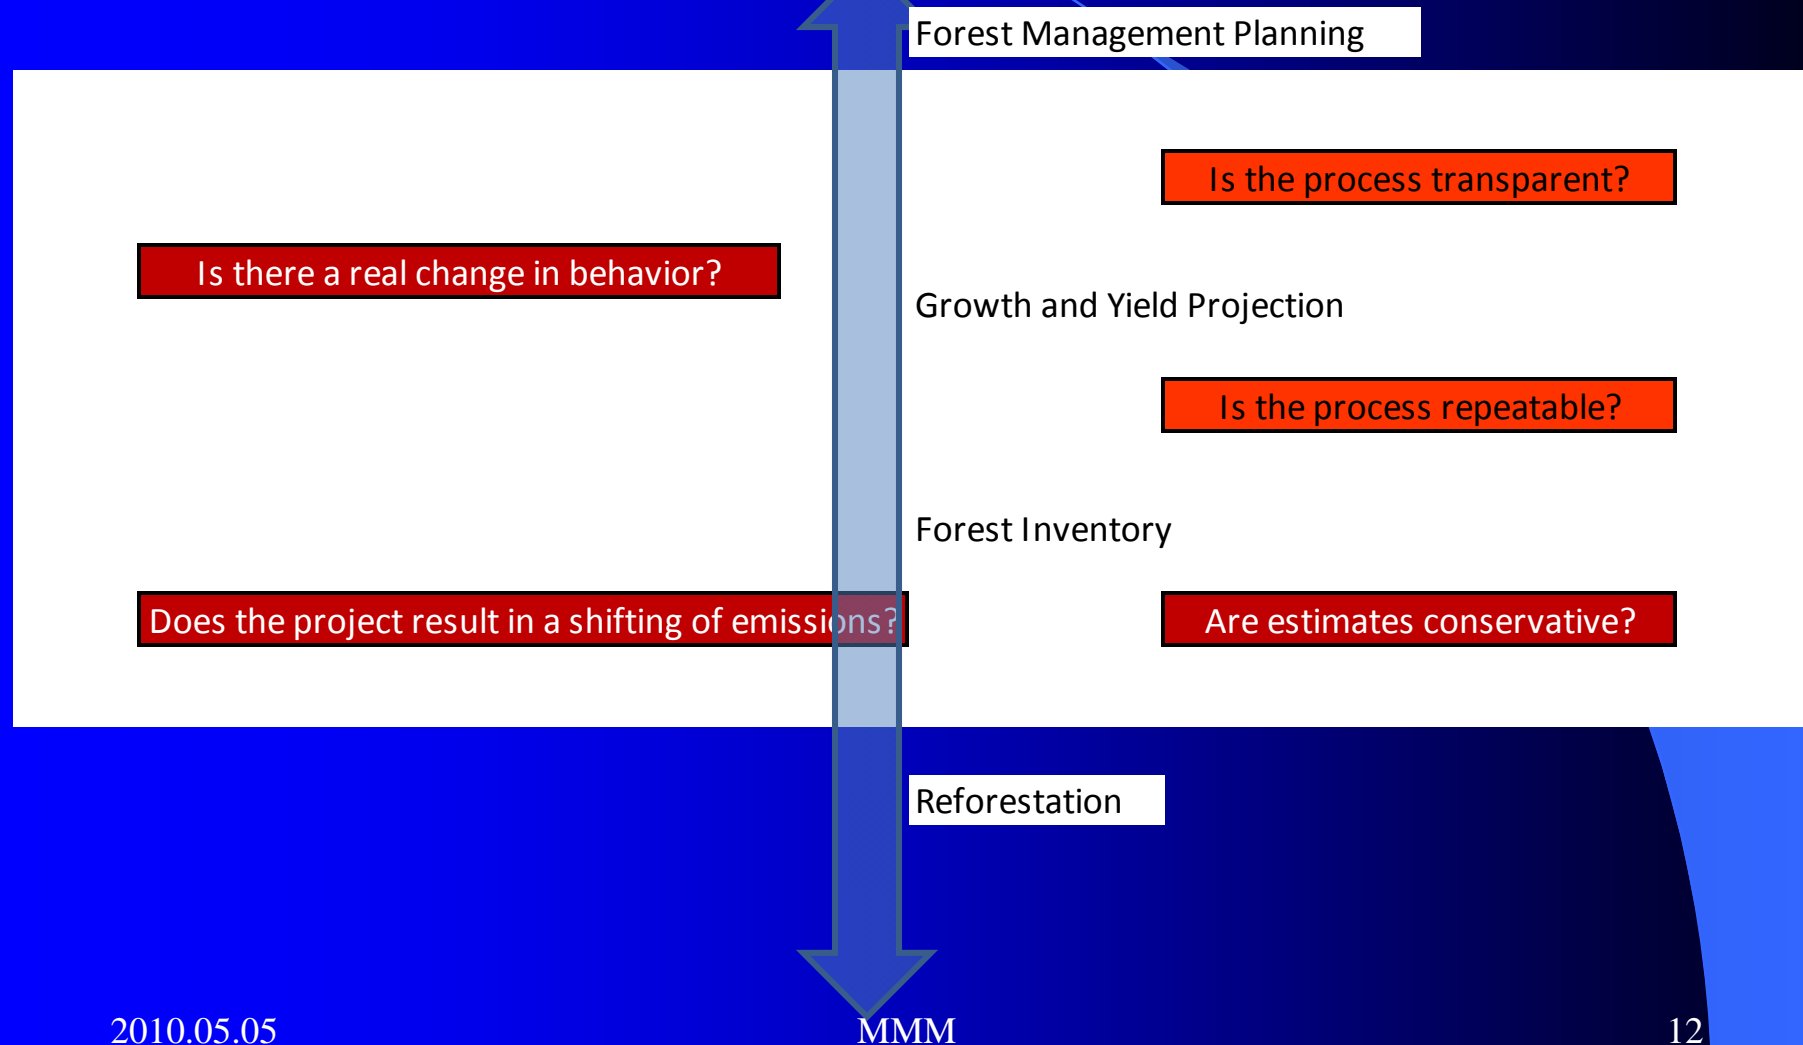 Forest Management Planning
Is the process transparent?
Is there a real change in behavior?
Growth and Yield Projection
Is the process repeatable?
Forest Inventory
Does the project result in a shifting of emissions?
Are estimates conservative?
Reforestation
2010.05.05
MMM
12